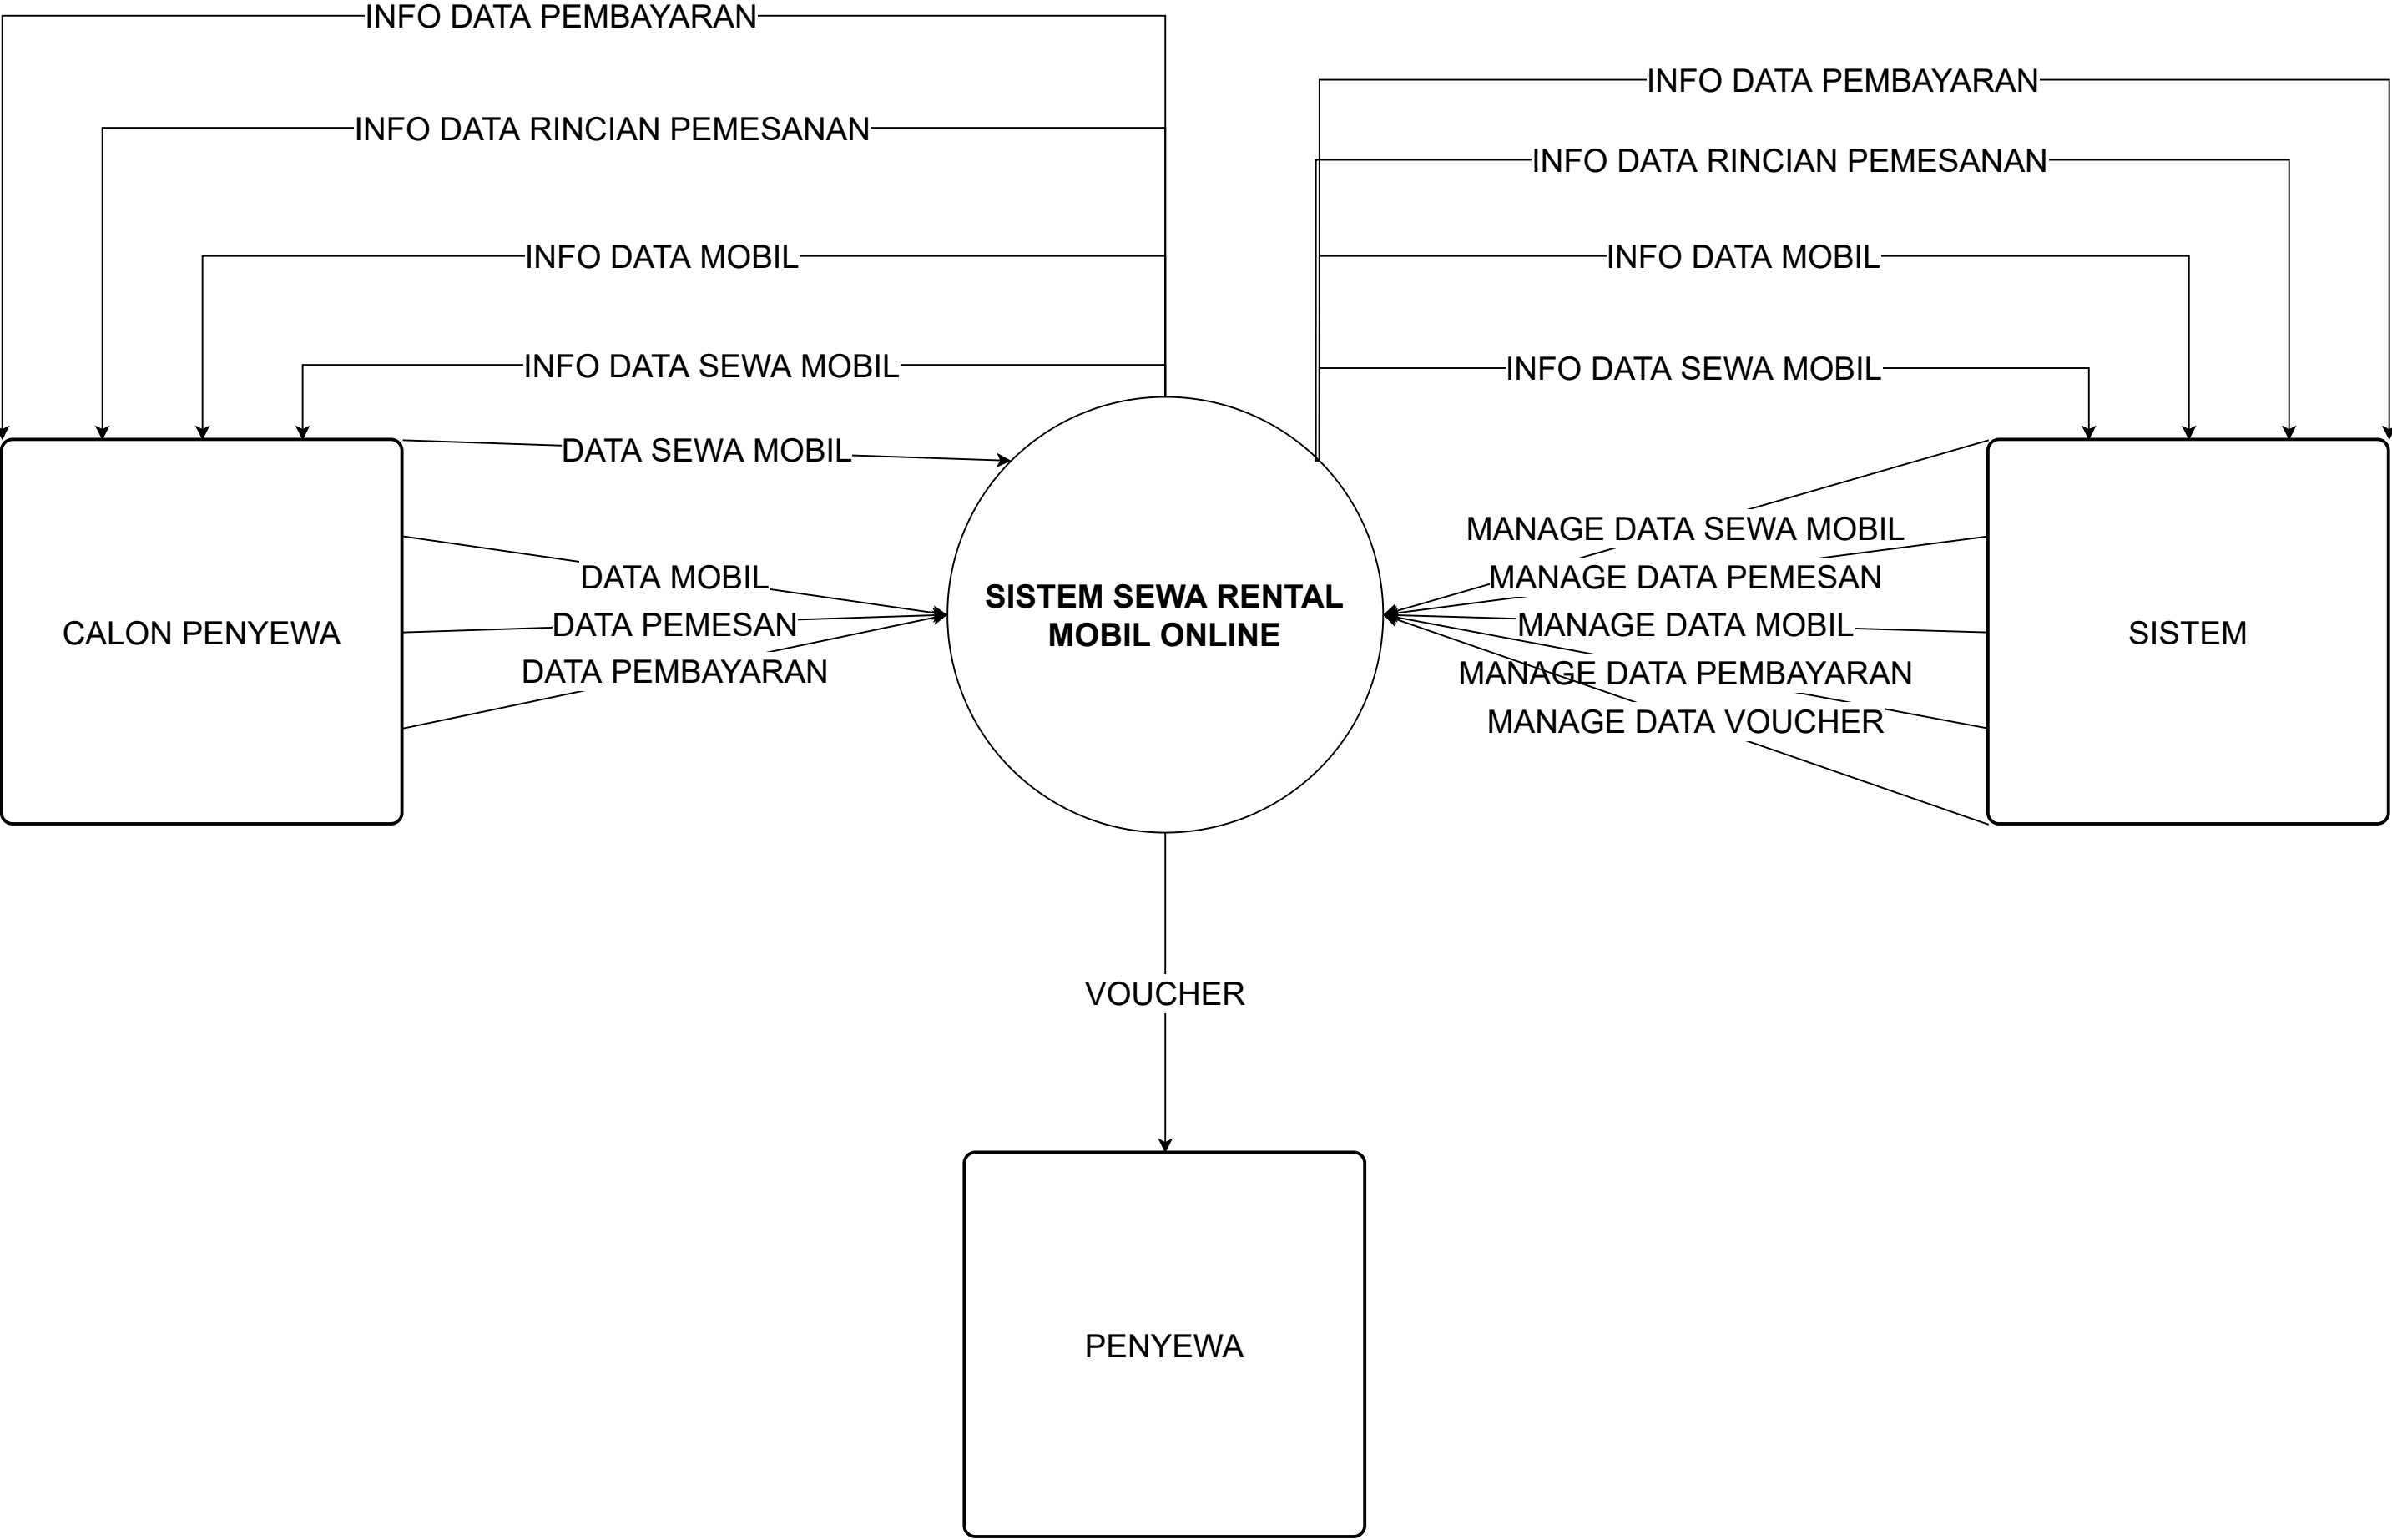 INFO DATA PEMBAYARAN
INFO DATA PEMBAYARAN
INFO DATA RINCIAN PEMESANAN
INFO DATA RINCIAN PEMESANAN
INFO DATA MOBIL
INFO DATA MOBIL
INFO DATA SEWA MOBIL
INFO DATA SEWA MOBIL
DATA SEWA MOBIL
MANAGE DATA SEWA MOBIL
DATA MOBIL
MANAGE DATA PEMESAN
SISTEM SEWA RENTAL
MOBIL ONLINE
DATA PEMESAN
MANAGE DATA MOBIL
CALON PENYEWA
SISTEM
DATA PEMBAYARAN
MANAGE DATA PEMBAYARAN
MANAGE DATA VOUCHER
VOUCHER
PENYEWA